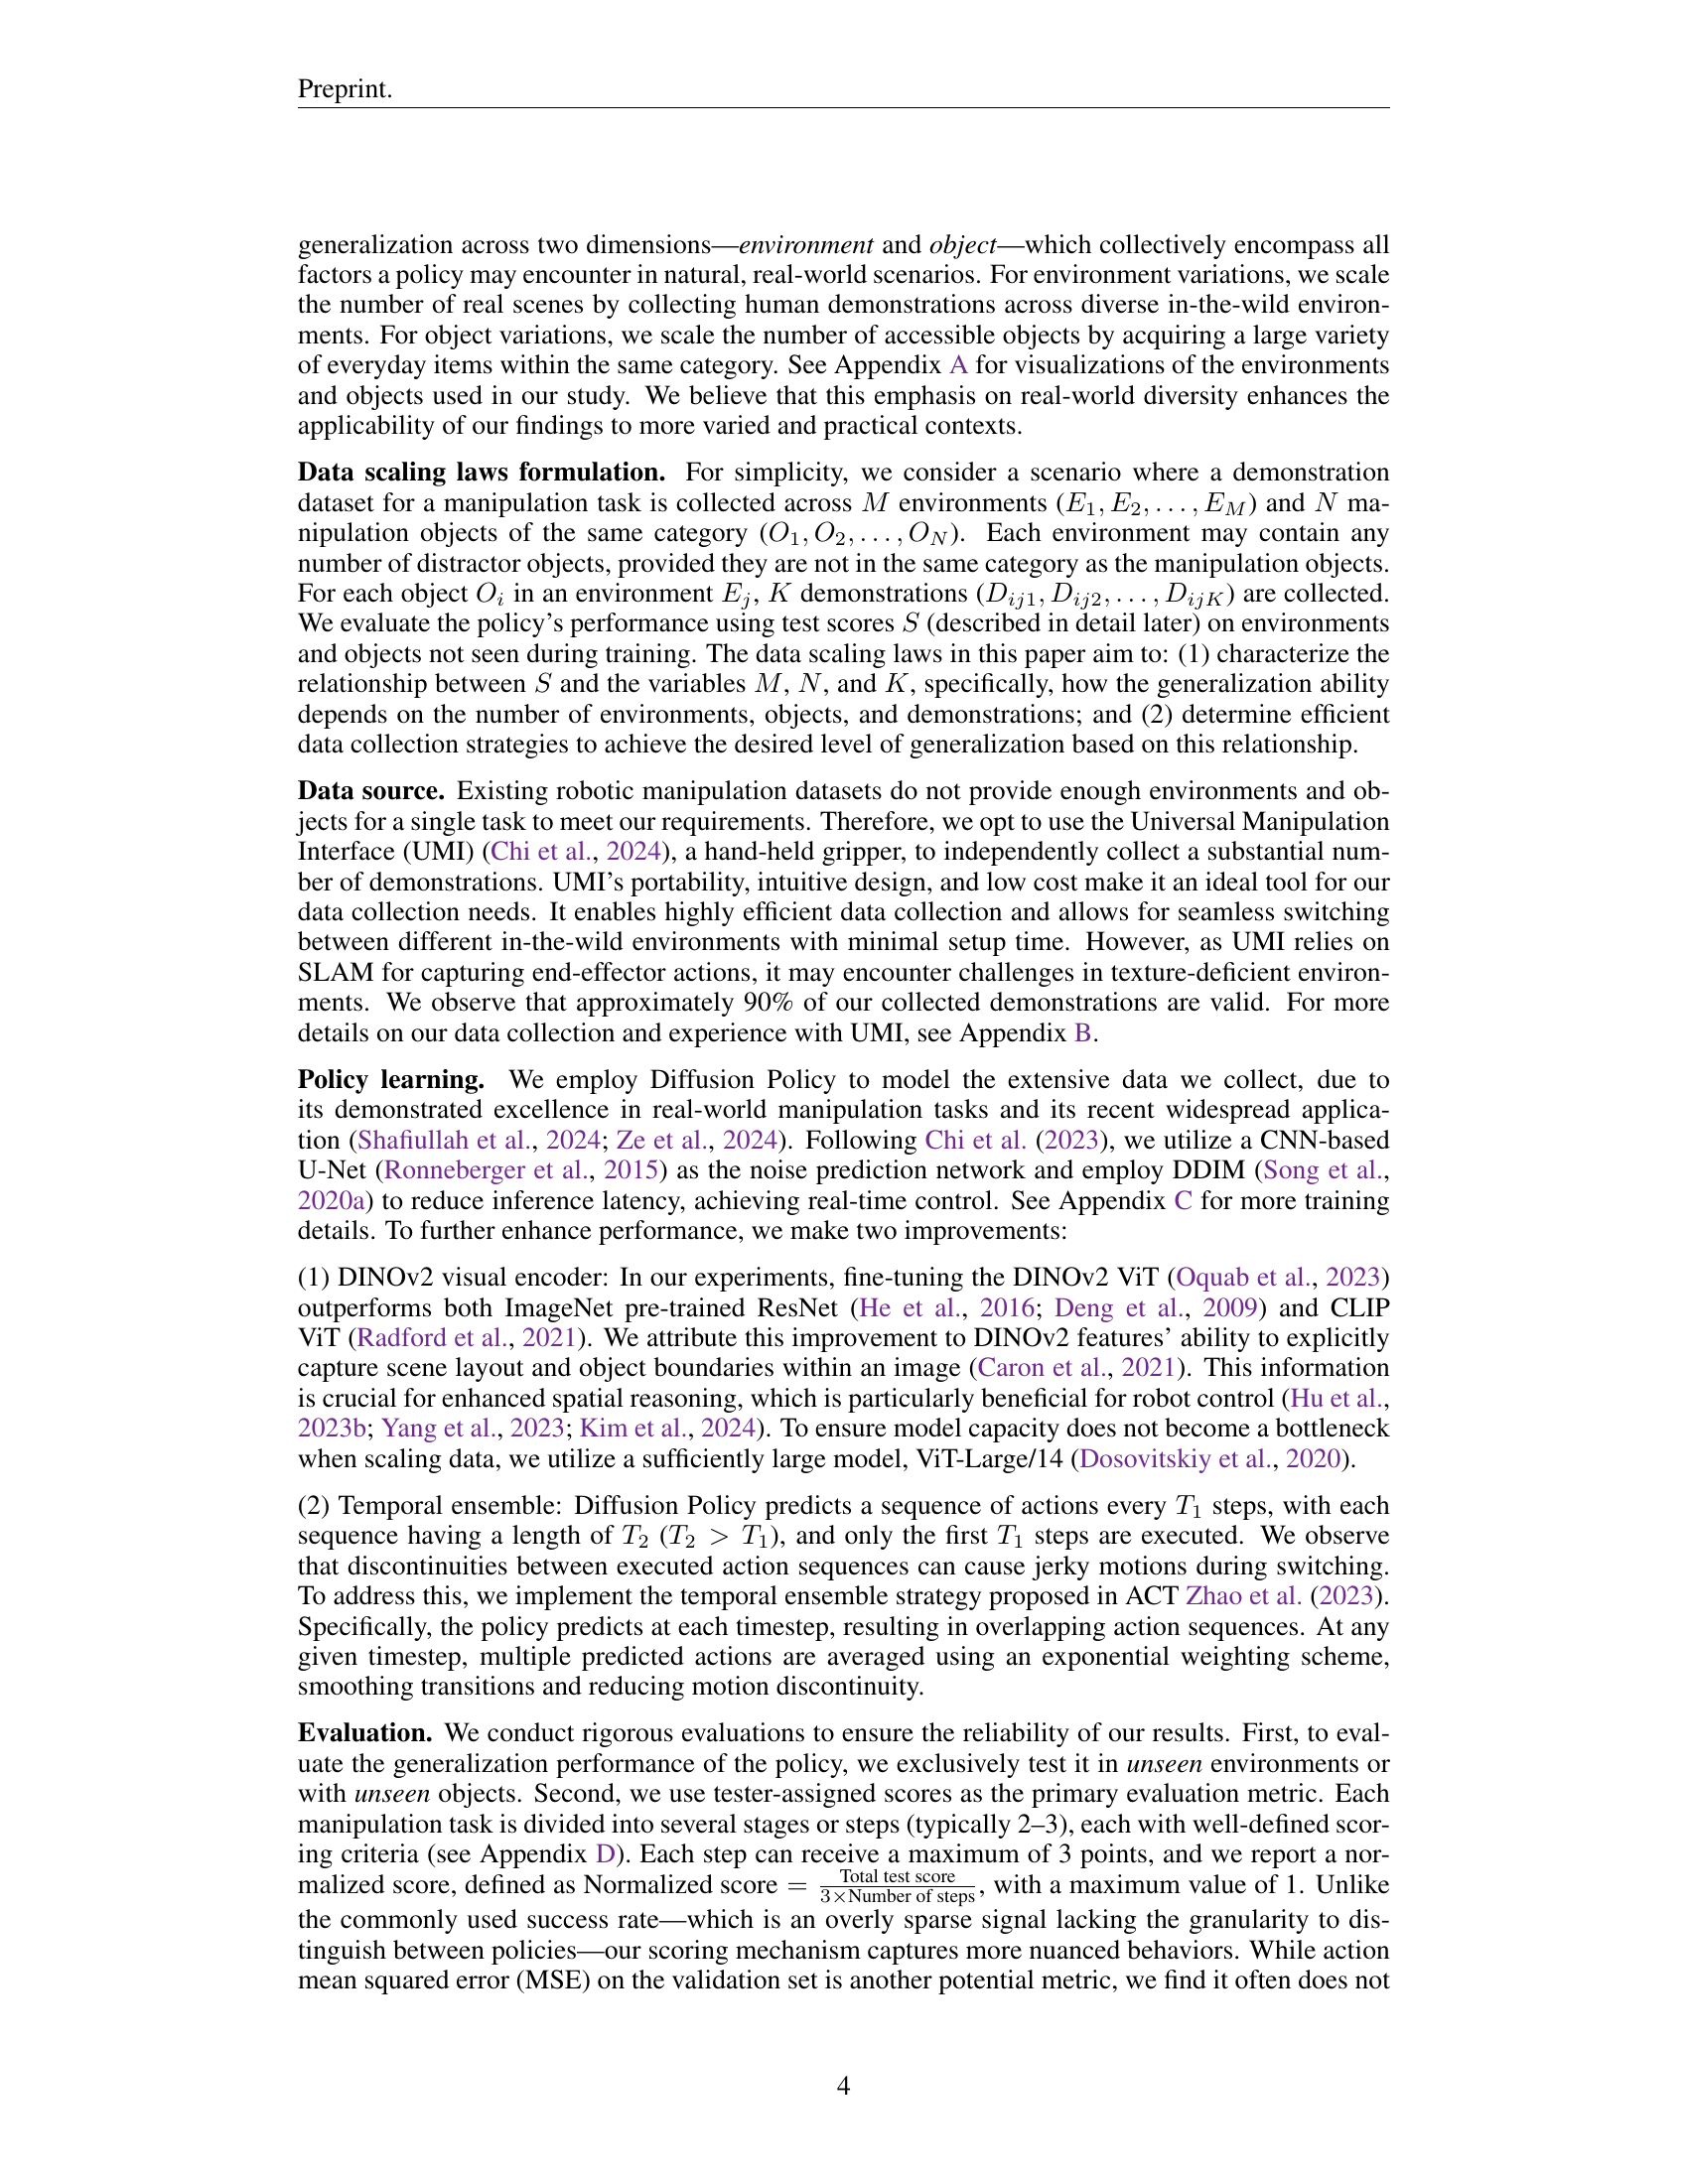 Preprint.
generalization across two dimensions—environment and object—which collectively encompass all
factors a policy may encounter in natural, real-world scenarios. For environment variations, we scale
the number of real scenes by collecting human demonstrations across diverse in-the-wild environ-
ments. For object variations, we scale the number of accessible objects by acquiring a large variety
of everyday items within the same category. See Appendix A for visualizations of the environments
and objects used in our study. We believe that this emphasis on real-world diversity enhances the
applicability of our findings to more varied and practical contexts.
Data scaling laws formulation. For simplicity, we consider a scenario where a demonstration
dataset for a manipulation task is collected across M environments (E₁, E₂, . . . , E_M) and N ma-
nipulation objects of the same category (O₁, O₂, . . . , O_N). Each environment may contain any
number of distractor objects, provided they are not in the same category as the manipulation objects.
For each object O_i in an environment E_j, K demonstrations (D_ij1, D_ij2, . . . , D_ijK) are collected.
We evaluate the policy's performance using test scores S (described in detail later) on environments
and objects not seen during training. The data scaling laws in this paper aim to: (1) characterize the
relationship between S and the variables M, N, and K, specifically, how the generalization ability
depends on the number of environments, objects, and demonstrations; and (2) determine efficient
data collection strategies to achieve the desired level of generalization based on this relationship.
Data source. Existing robotic manipulation datasets do not provide enough environments and ob-
jects for a single task to meet our requirements. Therefore, we opt to use the Universal Manipulation
Interface (UMI) (Chi et al., 2024), a hand-held gripper, to independently collect a substantial num-
ber of demonstrations. UMI's portability, intuitive design, and low cost make it an ideal tool for our
data collection needs. It enables highly efficient data collection and allows for seamless switching
between different in-the-wild environments with minimal setup time. However, as UMI relies on
SLAM for capturing end-effector actions, it may encounter challenges in texture-deficient environ-
ments. We observe that approximately 90% of our collected demonstrations are valid. For more
details on our data collection and experience with UMI, see Appendix B.
Policy learning. We employ Diffusion Policy to model the extensive data we collect, due to
its demonstrated excellence in real-world manipulation tasks and its recent widespread applica-
tion (Shafiullah et al., 2024; Ze et al., 2024). Following Chi et al. (2023), we utilize a CNN-based
U-Net (Ronneberger et al., 2015) as the noise prediction network and employ DDIM (Song et al.,
2020a) to reduce inference latency, achieving real-time control. See Appendix C for more training
details. To further enhance performance, we make two improvements:
(1) DINOv2 visual encoder: In our experiments, fine-tuning the DINOv2 ViT (Oquab et al., 2023)
outperforms both ImageNet pre-trained ResNet (He et al., 2016; Deng et al., 2009) and CLIP
ViT (Radford et al., 2021). We attribute this improvement to DINOv2 features' ability to explicitly
capture scene layout and object boundaries within an image (Caron et al., 2021). This information
is crucial for enhanced spatial reasoning, which is particularly beneficial for robot control (Hu et al.,
2023b; Yang et al., 2023; Kim et al., 2024). To ensure model capacity does not become a bottleneck
when scaling data, we utilize a sufficiently large model, ViT-Large/14 (Dosovitskiy et al., 2020).
(2) Temporal ensemble: Diffusion Policy predicts a sequence of actions every T₁ steps, with each
sequence having a length of T₂ (T₂ > T₁), and only the first T₁ steps are executed. We observe
that discontinuities between executed action sequences can cause jerky motions during switching.
To address this, we implement the temporal ensemble strategy proposed in ACT Zhao et al. (2023).
Specifically, the policy predicts at each timestep, resulting in overlapping action sequences. At any
given timestep, multiple predicted actions are averaged using an exponential weighting scheme,
smoothing transitions and reducing motion discontinuity.
Evaluation. We conduct rigorous evaluations to ensure the reliability of our results. First, to eval-
uate the generalization performance of the policy, we exclusively test it in unseen environments or
with unseen objects. Second, we use tester-assigned scores as the primary evaluation metric. Each
manipulation task is divided into several stages or steps (typically 2–3), each with well-defined scor-
ing criteria (see Appendix D). Each step can receive a maximum of 3 points, and we report a nor-
malized score, defined as Normalized score = Total test score / 3×Number of steps, with a maximum value of 1. Unlike
the commonly used success rate—which is an overly sparse signal lacking the granularity to dis-
tinguish between policies—our scoring mechanism captures more nuanced behaviors. While action
mean squared error (MSE) on the validation set is another potential metric, we find it often does not
4